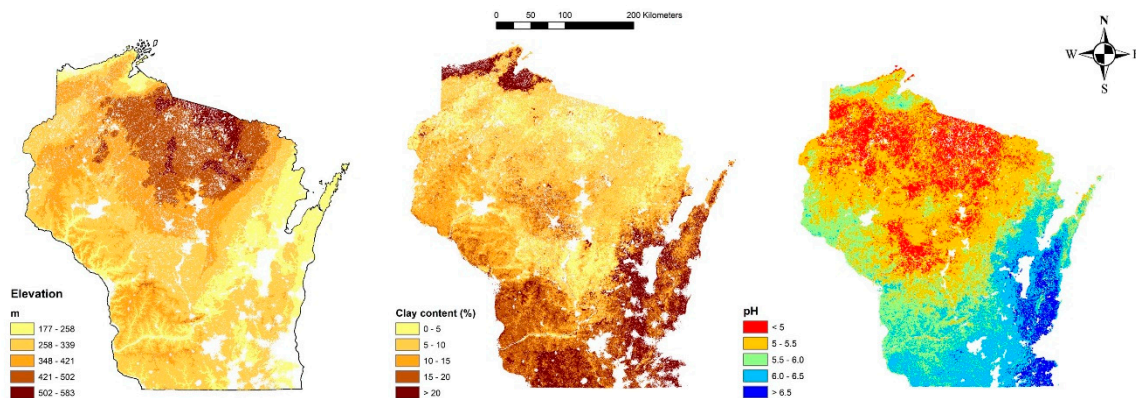 0 50 100 200 Kilometers
N
W E
S
Elevation
m
177 - 258
258 - 339
348 - 421
421 - 502
502 - 583
Clay content (%)
0 - 5
5 - 10
10 - 15
15 - 20
> 20
pH
< 5
5 - 5.5
5.5 - 6.0
6.0 - 6.5
> 6.5